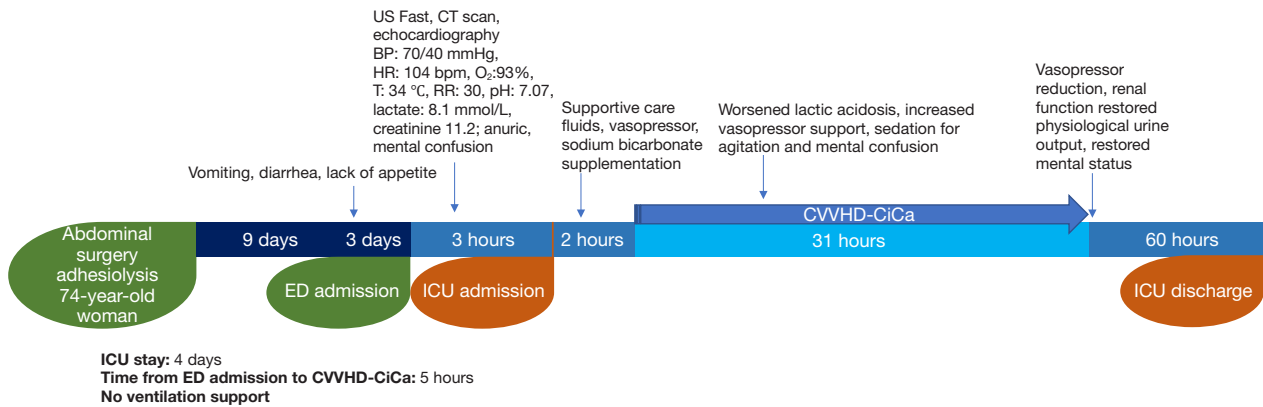 US Fast, CT scan,
echocardiography
BP: 70/40 mmHg,
HR: 104 bpm, O₂:93%,
T: 34 ℃, RR: 30, pH: 7.07,
lactate: 8.1 mmol/L,
creatinine 11.2; anuric,
mental confusion
Vomiting, diarrhea, lack of appetite
Supportive care
fluids, vasopressor,
sodium bicarbonate
supplementation
Worsened lactic acidosis, increased
vasopressor support, sedation for
agitation and mental confusion
Vasopressor
reduction, renal
function restored
physiological urine
output, restored
mental status
CVVHD-CiCa
Abdominal
surgery
adhesiolysis
74-year-old
woman
9 days
3 days
3 hours
2 hours
31 hours
60 hours
ED admission
ICU admission
ICU discharge
ICU stay: 4 days
Time from ED admission to CVVHD-CiCa: 5 hours
No ventilation support